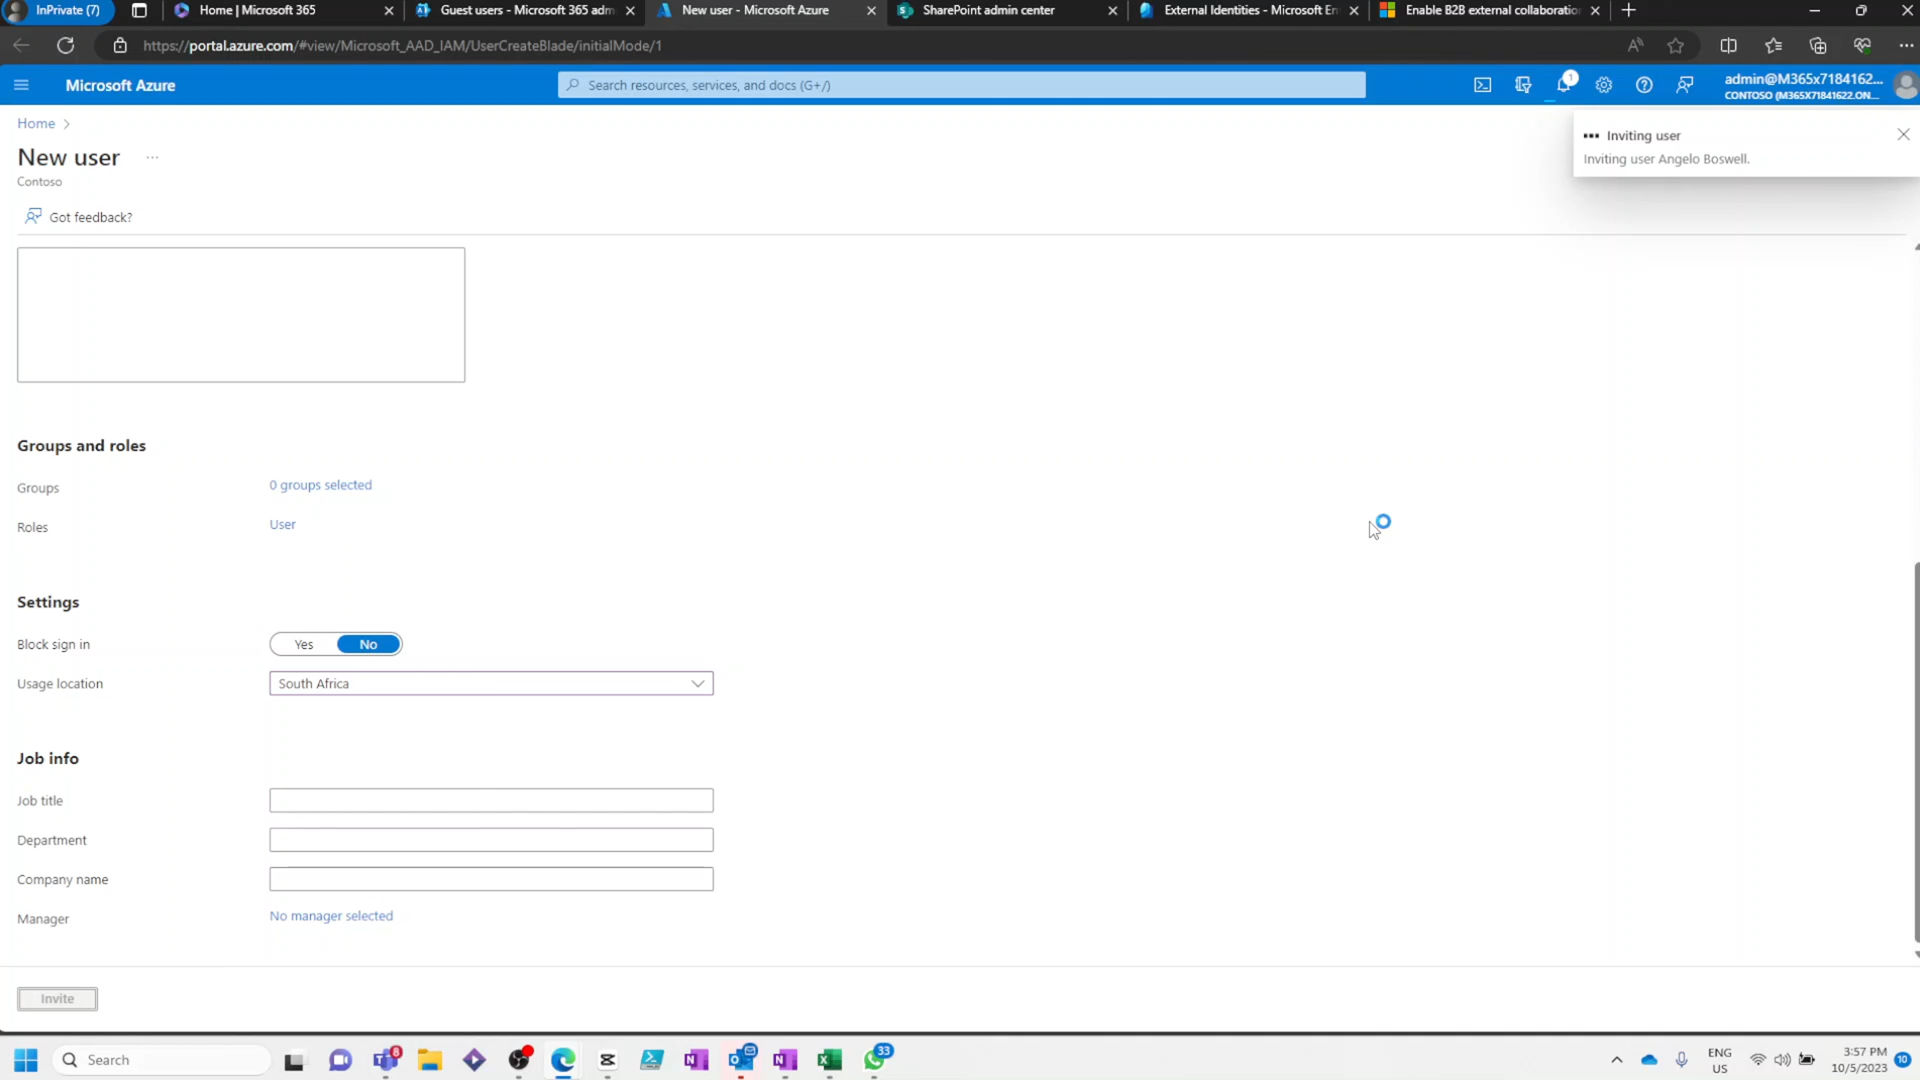 InPrivate (7)
Home | Microsoft 365
Guest users - Microsoft 365 adm
New user - Microsoft Azure
SharePoint admin center
External Identities - Microsoft En
Enable B2B external collaboratio
https://portal.azure.com/#view/Microsoft_AAD_IAM/UserCreateBlade/initialMode/1
Microsoft Azure
Search resources, services, and docs (G+/)
1
admin@M365x7184162...
CONTOSO (M365X71841622.ON...
Home
Inviting user
Inviting user Angelo Boswell.
New user
...
Contoso
Got feedback?
Groups and roles
Groups
0 groups selected
Roles
User
Settings
Block sign in
Yes
No
Usage location
South Africa
Job info
Job title
Department
Company name
Manager
No manager selected
Invite
Search
8
33
ENG
US
3:57 PM
10/5/2023
10